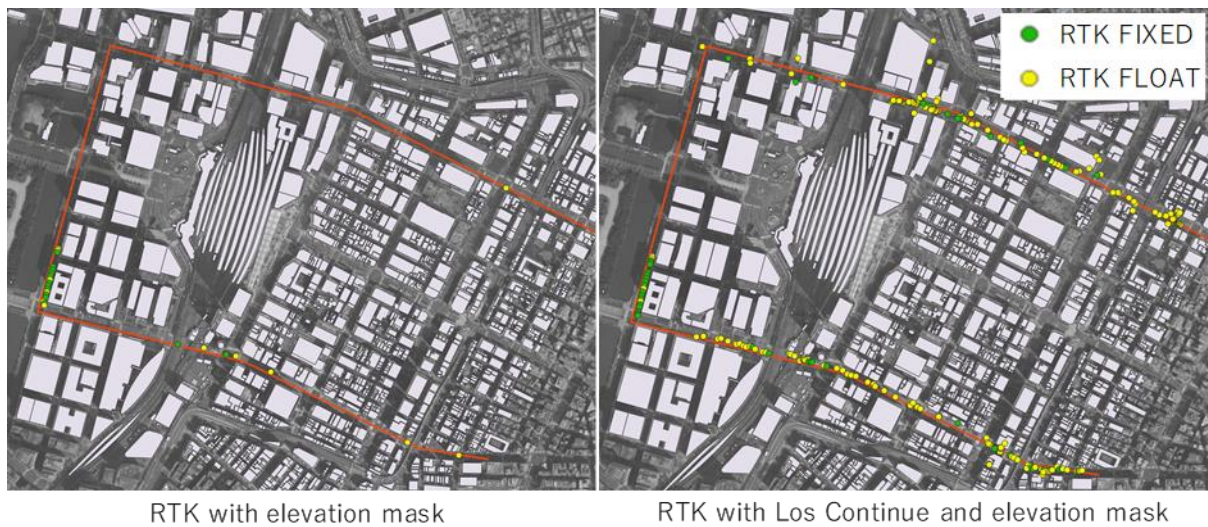 RTK FIXED
RTK FLOAT
RTK with elevation mask
RTK with Los Continue and elevation mask